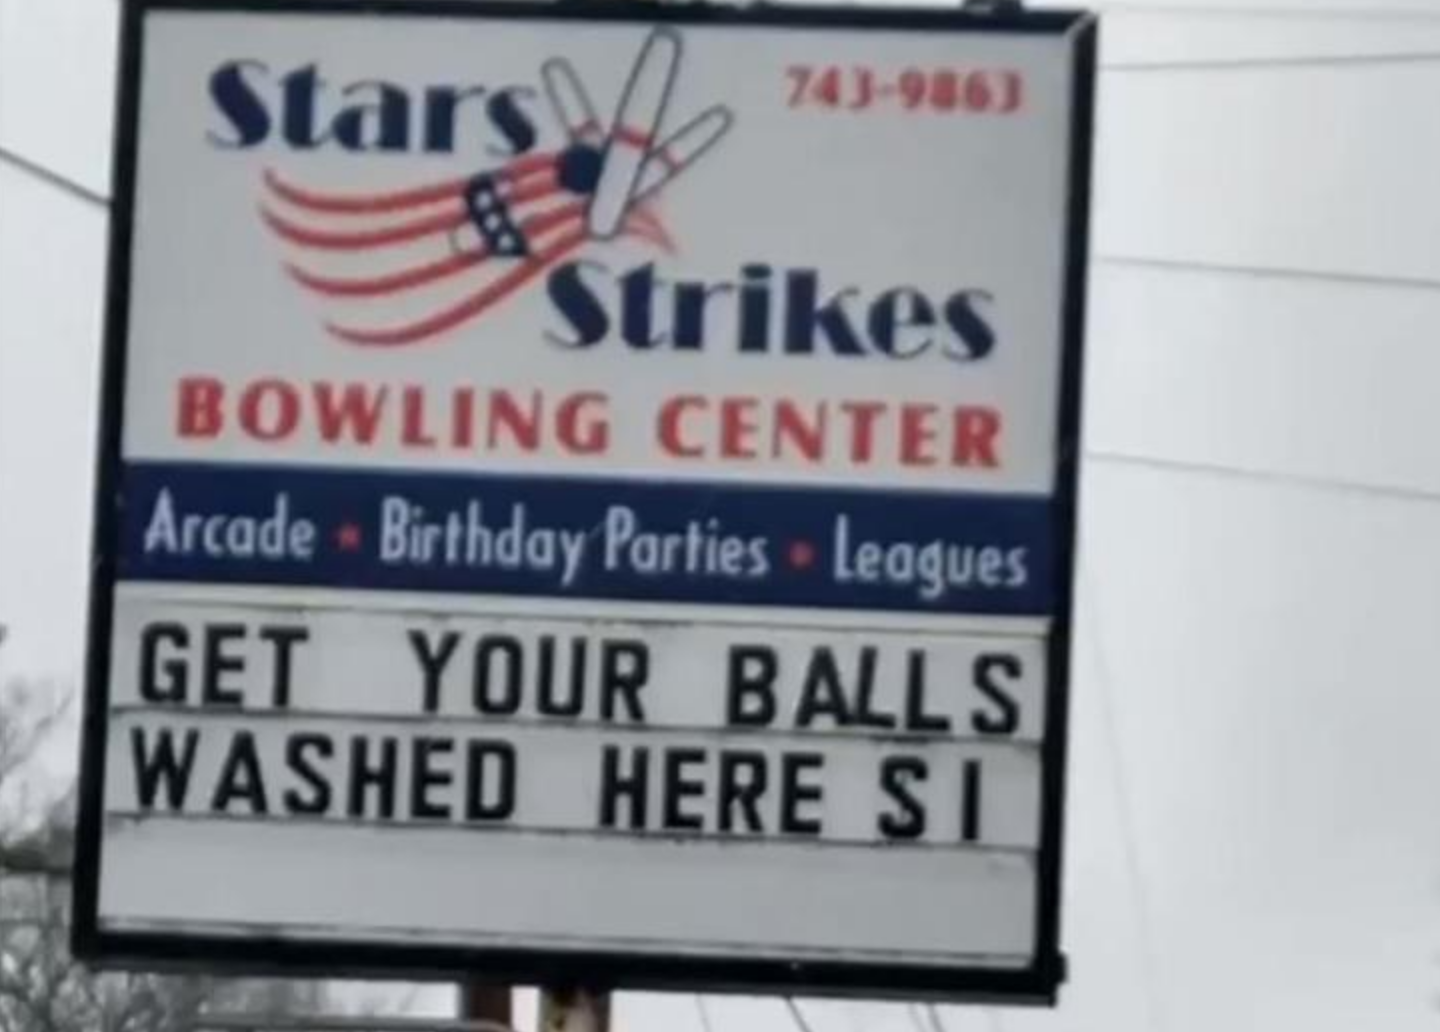 Stars
743-9863
Strikes
BOWLING CENTER
Arcade • Birthday Parties • Leagues
GET YOUR BALLS
WASHED HERE S1